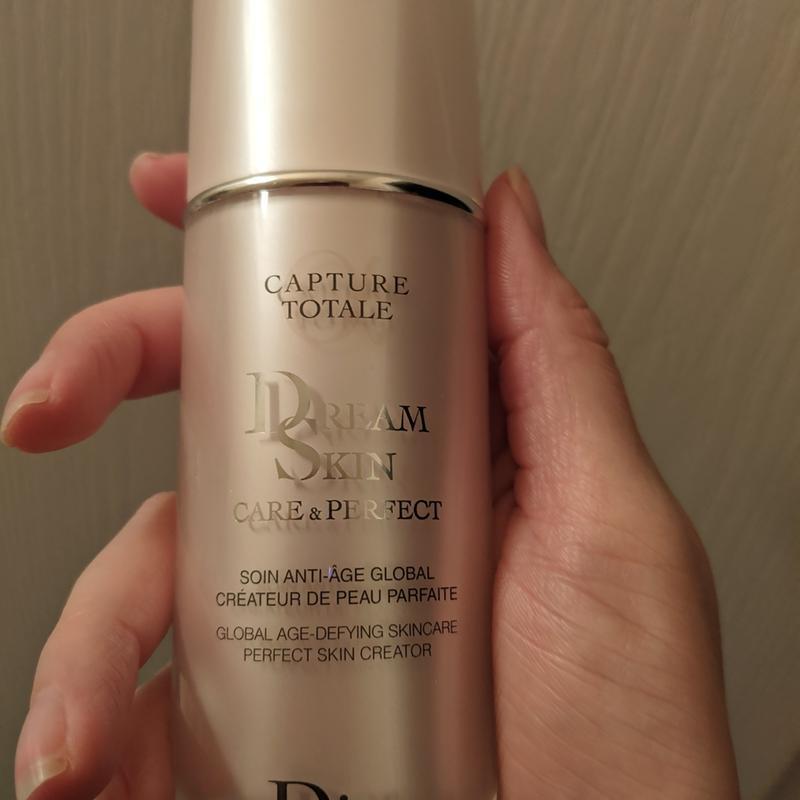 CAPTURE
TOTALE
DREAM
SKIN
CARE & PERFECT
SOIN ANTI-ÂGE GLOBAL
CRÉATEUR DE PEAU PARFAITE
GLOBAL AGE-DEFYING SKINCARE
PERFECT SKIN CREATOR